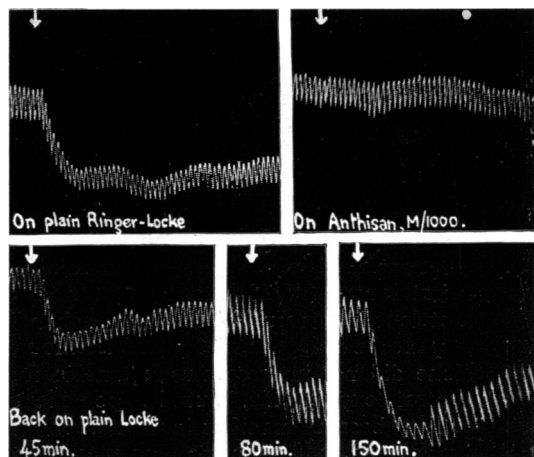 On plain Ringer-Locke
On Anthisan, M/1000.
Back on plain Locke
45min.
80min.
150min.